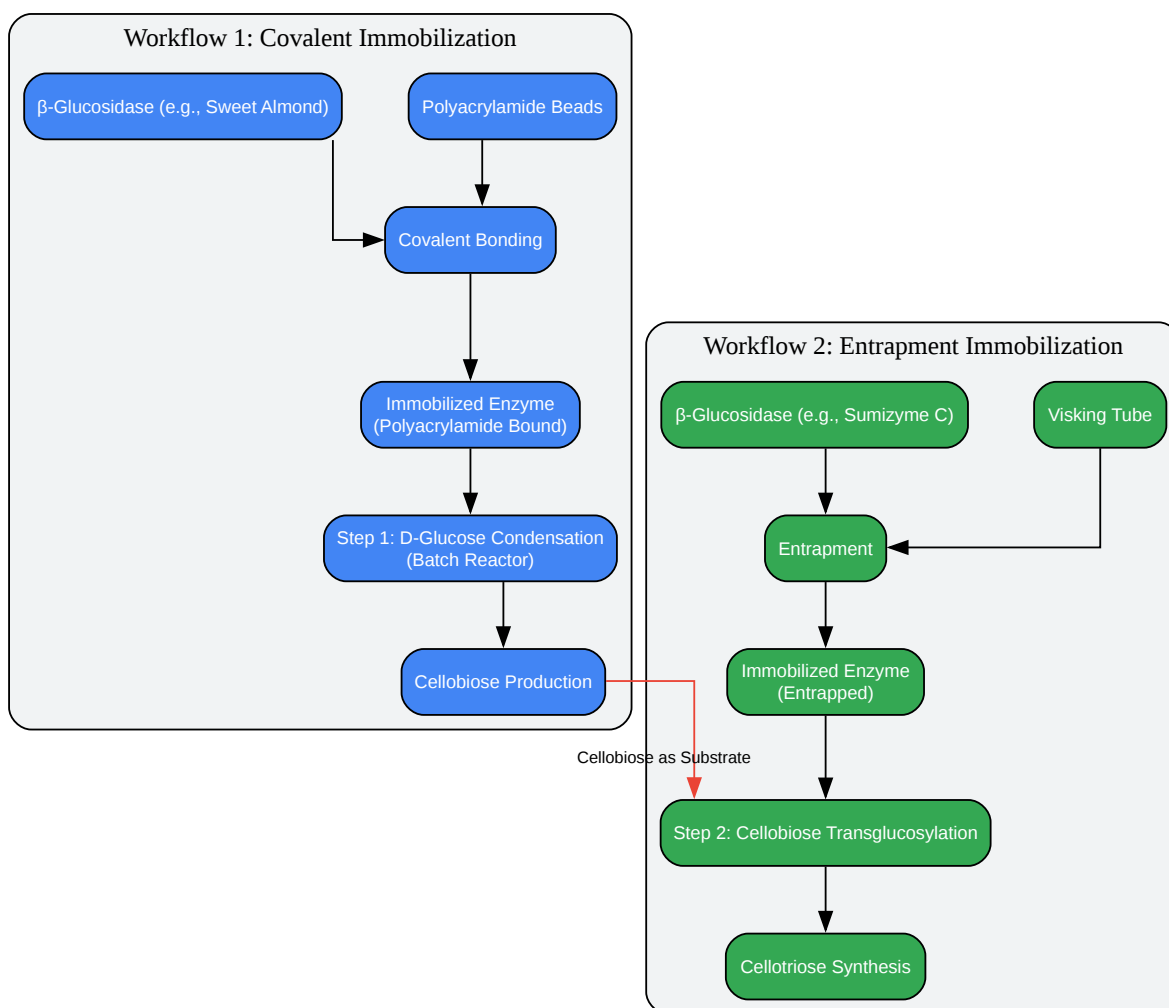 Workflow 1: Covalent Immobilization
β-Glucosidase (e.g., Sweet Almond)
Polyacrylamide Beads
Covalent Bonding
Immobilized Enzyme
(Polyacrylamide Bound)
Step 1: D-Glucose Condensation
(Batch Reactor)
Cellobiose Production
Cellobiose as Substrate
Workflow 2: Entrapment Immobilization
β-Glucosidase (e.g., Sumizyme C)
Visking Tube
Entrapment
Immobilized Enzyme
(Entrapped)
Step 2: Cellobiose Transglucosylation
Cellotriose Synthesis